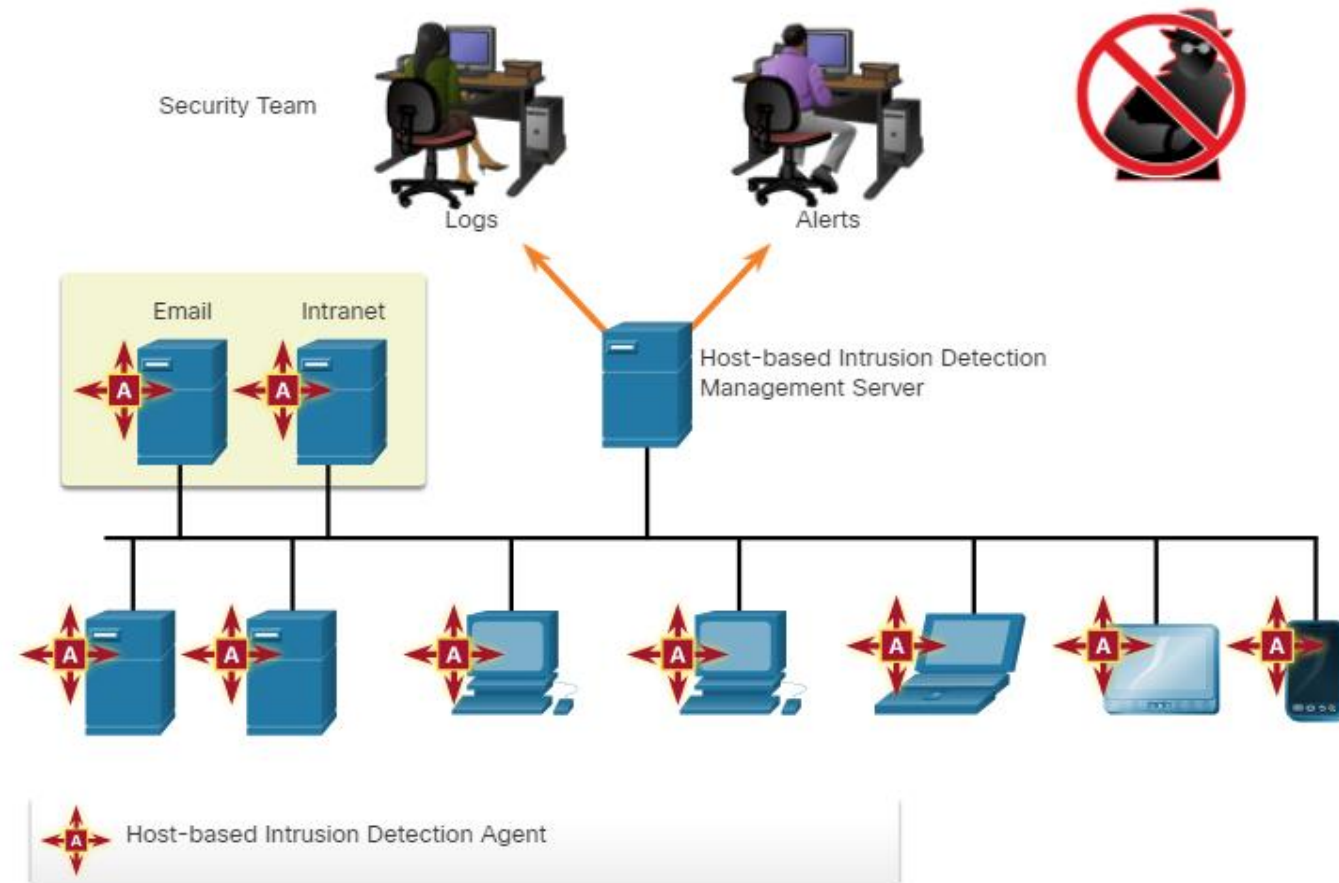 Security Team
Logs
Alerts
Email
Intranet
Host-based Intrusion Detection
Management Server
A
A
A
A
A
A
A
A
A
A
Host-based Intrusion Detection Agent